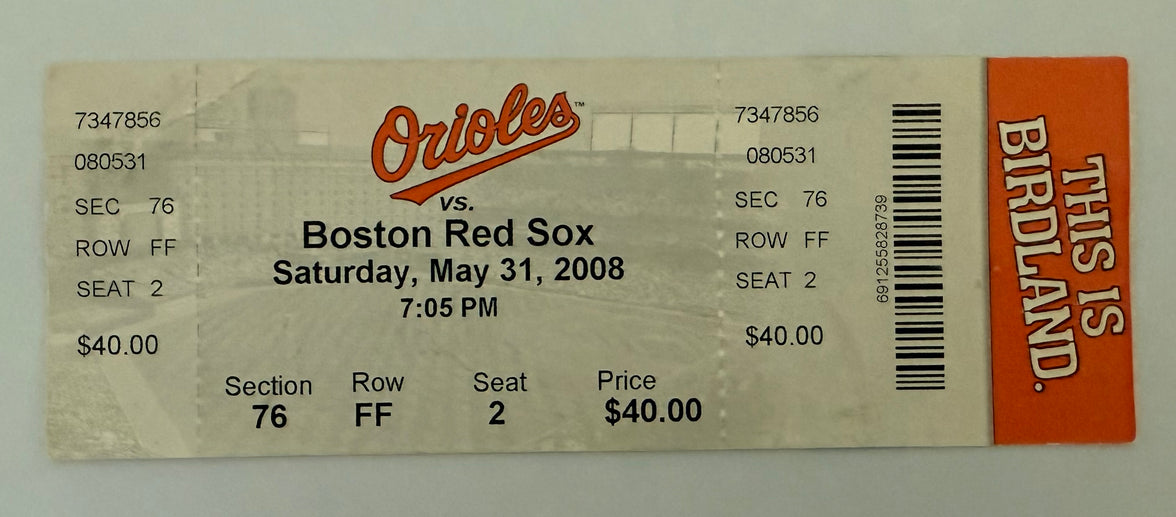 7347856
080531
SEC 76
ROW FF
SEAT 2
$40.00
Orioles™
vs.
Boston Red Sox
Saturday, May 31, 2008
7:05 PM
Section Row Seat Price
76 FF 2 $40.00
7347856
080531
SEC 76
ROW FF
SEAT 2
$40.00
691255828739
THIS IS
BIRDLAND.